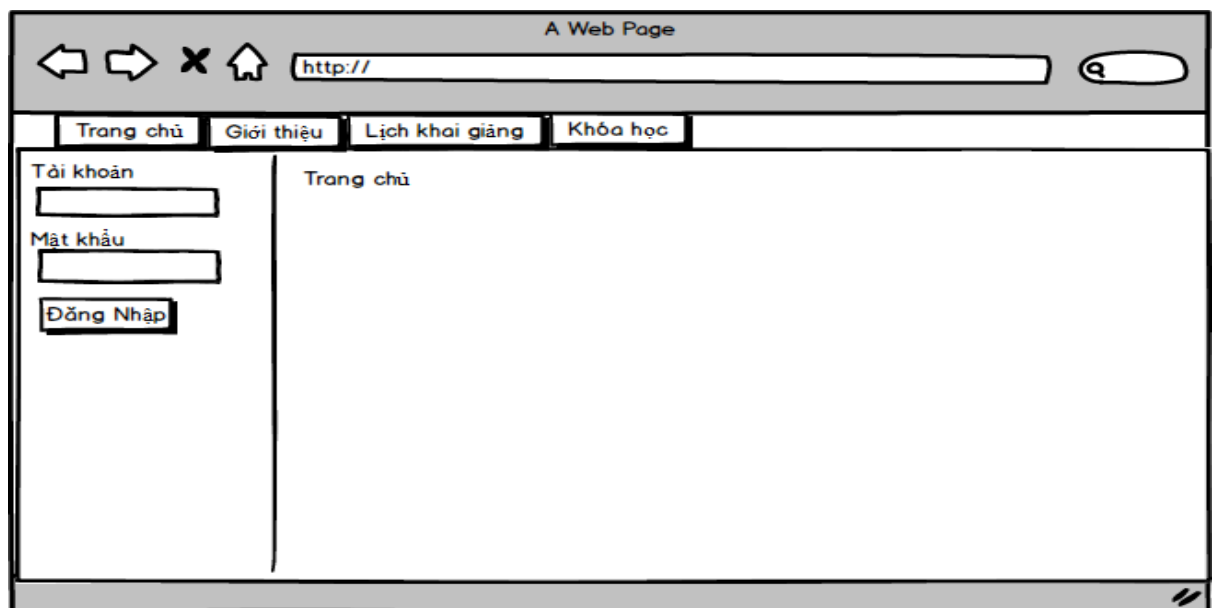 A Web Page
http://
Trang chủ Giới thiệu Lịch khai giảng Khóa học
Tài khoản
Mật khẩu
Đăng Nhập
Trang chủ